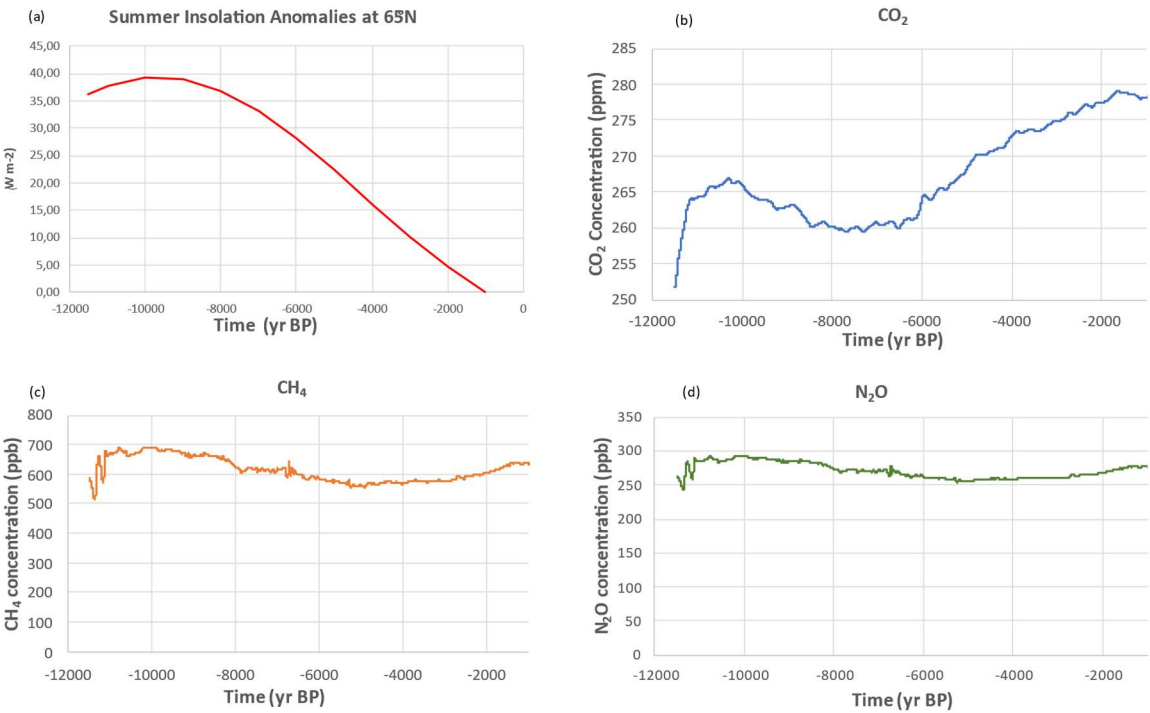 (a) Summer Insolation Anomalies at 65°N
45,00
40,00
35,00
30,00
25,00
20,00
15,00
10,00
5,00
0,00
(W m-2)
-12000 -10000 -8000 -6000 -4000 -2000 0
Time (yr BP)
(b) CO₂
285
280
275
270
265
260
255
250
CO₂ Concentration (ppm)
-12000 -10000 -8000 -6000 -4000 -2000
Time (yr BP)
(c) CH₄
800
700
600
500
400
300
200
100
0
CH₄ concentration (ppb)
-12000 -10000 -8000 -6000 -4000 -2000
Time (yr BP)
(d) N₂O
350
300
250
200
150
100
50
0
N₂O concentration (ppb)
-12000 -10000 -8000 -6000 -4000 -2000
Time (yr BP)